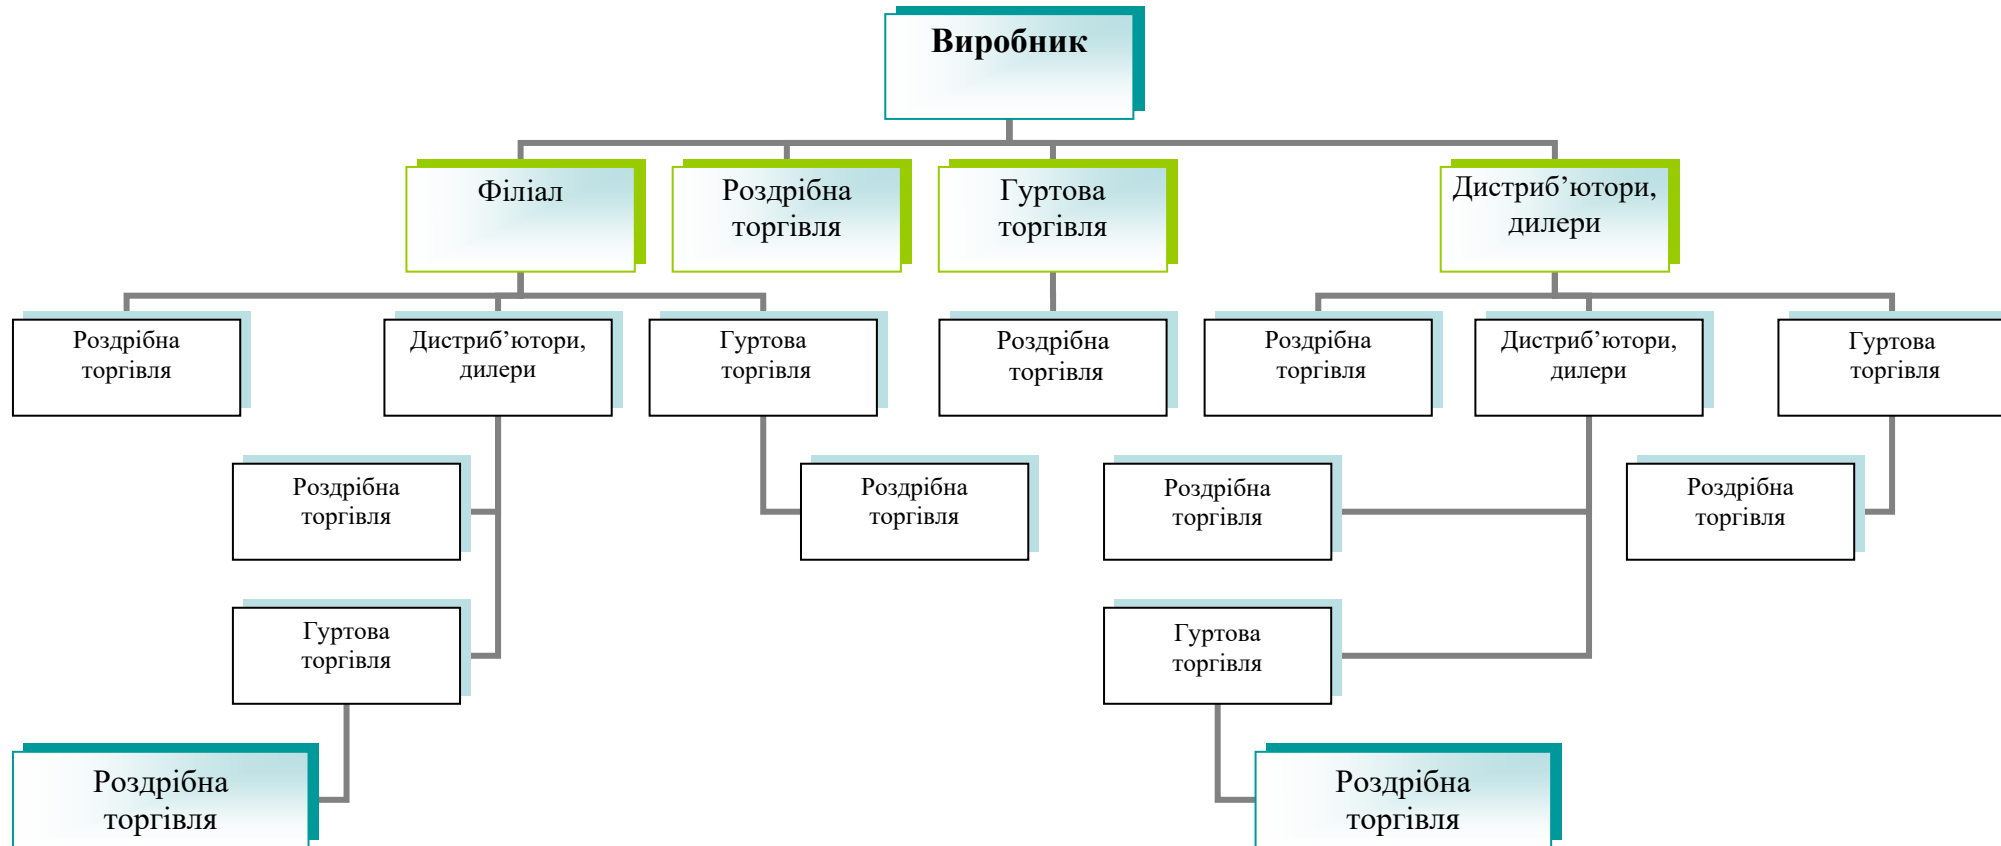 Виробник
Філіал
Роздрібна
торгівля
Гуртова
торгівля
Дистриб’ютори,
дилери
Роздрібна
торгівля
Дистриб’ютори,
дилери
Гуртова
торгівля
Роздрібна
торгівля
Роздрібна
торгівля
Дистриб’ютори,
дилери
Гуртова
торгівля
Роздрібна
торгівля
Роздрібна
торгівля
Роздрібна
торгівля
Роздрібна
торгівля
Гуртова
торгівля
Гуртова
торгівля
Роздрібна
торгівля
Роздрібна
торгівля